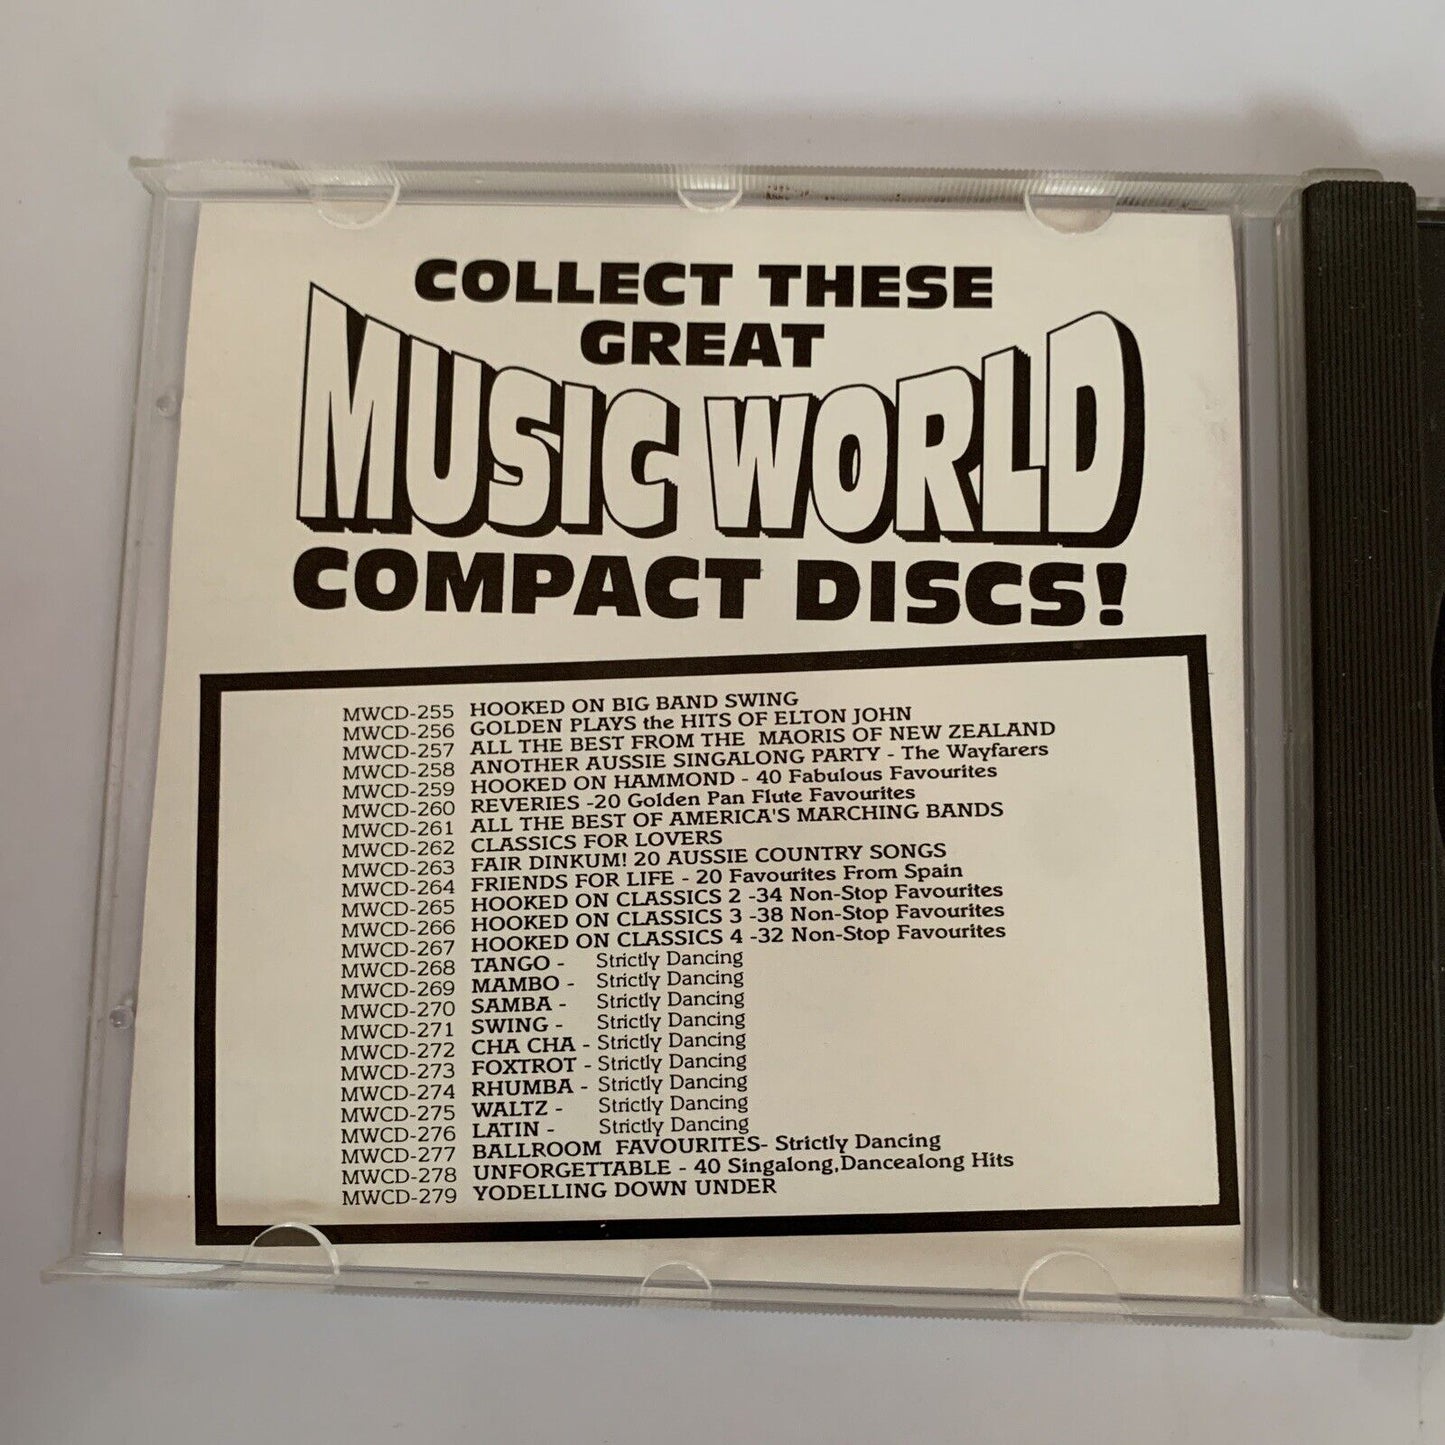 COLLECT THESE
GREAT
MUSIC WORLD
COMPACT DISCS!
MWCD-255 HOOKED ON BIG BAND SWING
MWCD-256 GOLDEN PLAYS the HITS OF ELTON JOHN
MWCD-257 ALL THE BEST FROM THE MAORIS OF NEW ZEALAND
MWCD-258 ANOTHER AUSSIE SINGALONG PARTY - The Wayfarers
MWCD-259 HOOKED ON HAMMOND - 40 Fabulous Favourites
MWCD-260 REVERIES -20 Golden Pan Flute Favourites
MWCD-261 ALL THE BEST OF AMERICA'S MARCHING BANDS
MWCD-262 CLASSICS FOR LOVERS
MWCD-263 FAIR DINKUM! 20 AUSSIE COUNTRY SONGS
MWCD-264 FRIENDS FOR LIFE - 20 Favourites From Spain
MWCD-265 HOOKED ON CLASSICS 2 -34 Non-Stop Favourites
MWCD-266 HOOKED ON CLASSICS 3 -38 Non-Stop Favourites
MWCD-267 HOOKED ON CLASSICS 4 -32 Non-Stop Favourites
MWCD-268 TANGO - Strictly Dancing
MWCD-269 MAMBO - Strictly Dancing
MWCD-270 SAMBA - Strictly Dancing
MWCD-271 SWING - Strictly Dancing
MWCD-272 CHA CHA - Strictly Dancing
MWCD-273 FOXTROT - Strictly Dancing
MWCD-274 RHUMBA - Strictly Dancing
MWCD-275 WALTZ - Strictly Dancing
MWCD-276 LATIN - Strictly Dancing
MWCD-277 BALLROOM FAVOURITES- Strictly Dancing
MWCD-278 UNFORGETTABLE - 40 Singalong,Dancealong Hits
MWCD-279 YODELLING DOWN UNDER